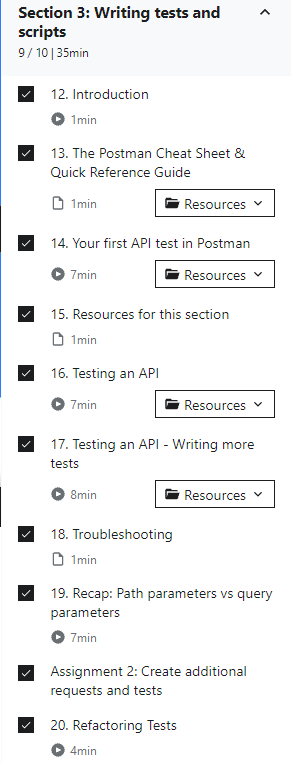 Section 3: Writing tests and
scripts
9 / 10 | 35min
12. Introduction
1min
13. The Postman Cheat Sheet &
Quick Reference Guide
1min
Resources
14. Your first API test in Postman
7min
Resources
15. Resources for this section
1min
16. Testing an API
7min
Resources
17. Testing an API - Writing more
tests
8min
Resources
18. Troubleshooting
1min
19. Recap: Path parameters vs query
parameters
7min
Assignment 2: Create additional
requests and tests
20. Refactoring Tests
4min